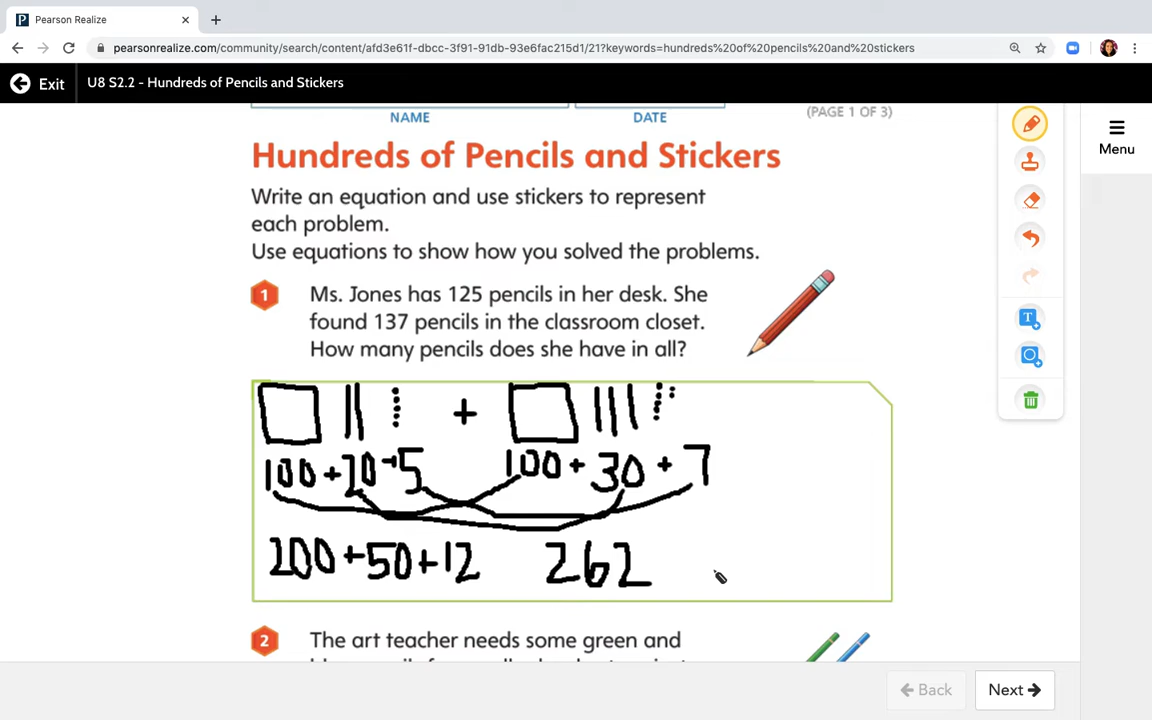 Pearson Realize
pearsonrealize.com/community/search/content/afd3e61f-dbcc-3f91-91db-93e6fac215d1/21?keywords=hundreds%20of%20pencils%20and%20stickers
Exit
U8 S2.2 - Hundreds of Pencils and Stickers
Menu
NAME
DATE
(PAGE 1 OF 3)
Hundreds of Pencils and Stickers
Write an equation and use stickers to represent
each problem.
Use equations to show how you solved the problems.
1
Ms. Jones has 125 pencils in her desk. She
found 137 pencils in the classroom closet.
How many pencils does she have in all?
+
100+20+5 100+30+7
200+50+12 262
2
The art teacher needs some green and
Back
Next